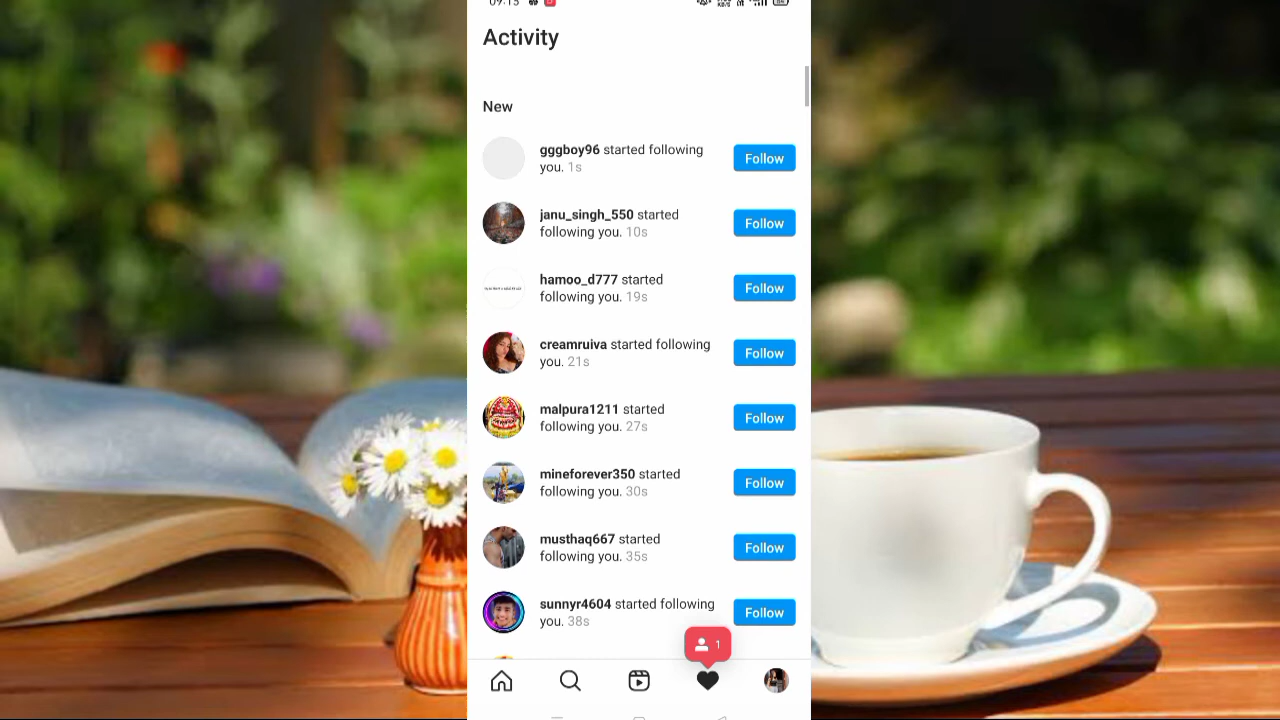 09:15
Activity
New
gggboy96 started following
you. 1s
Follow
janu_singh_550 started
following you. 10s
Follow
hamoo_d777 started
following you. 19s
Follow
creamruiva started following
you. 21s
Follow
malpura1211 started
following you. 27s
Follow
mineforever350 started
following you. 30s
Follow
musthaq667 started
following you. 35s
Follow
sunnyr4604 started following
you. 38s
Follow
1